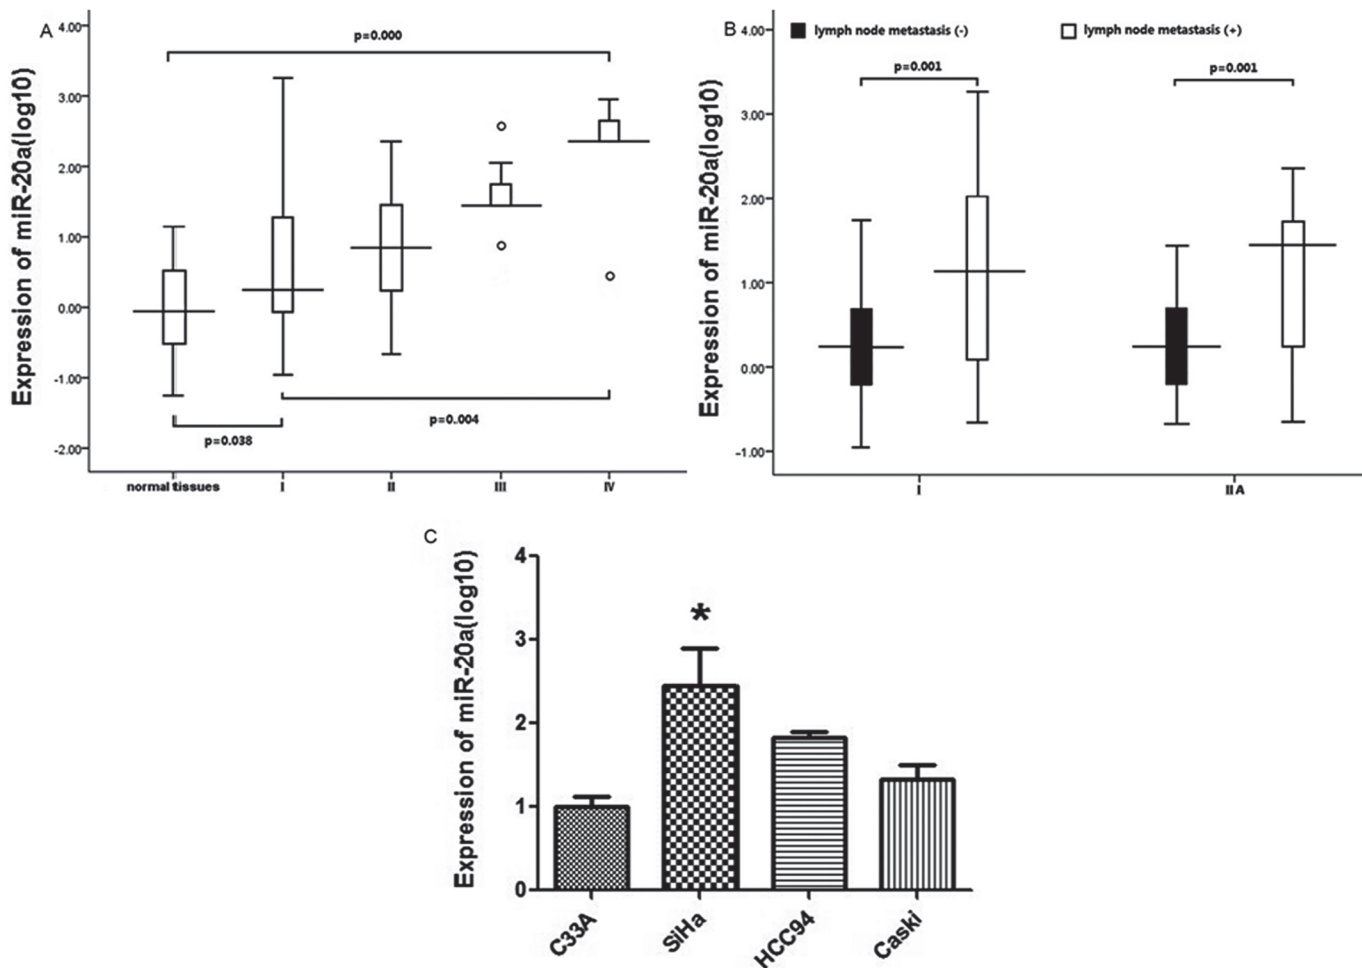 A
Expression of miR-20a(log10)
4.00
3.00
2.00
1.00
0.00
-1.00
-2.00
p=0.000
p=0.004
p=0.038
normal tissues
I
II
III
IV
B
lymph node metastasis (-)
lymph node metastasis (+)
Expression of miR-20a(log10)
4.00
3.00
2.00
1.00
0.00
-1.00
p=0.001
p=0.001
I
II A
C
Expression of miR-20a(log10)
4
3
2
1
0
*
C33A
SiHa
HCC94
Caski